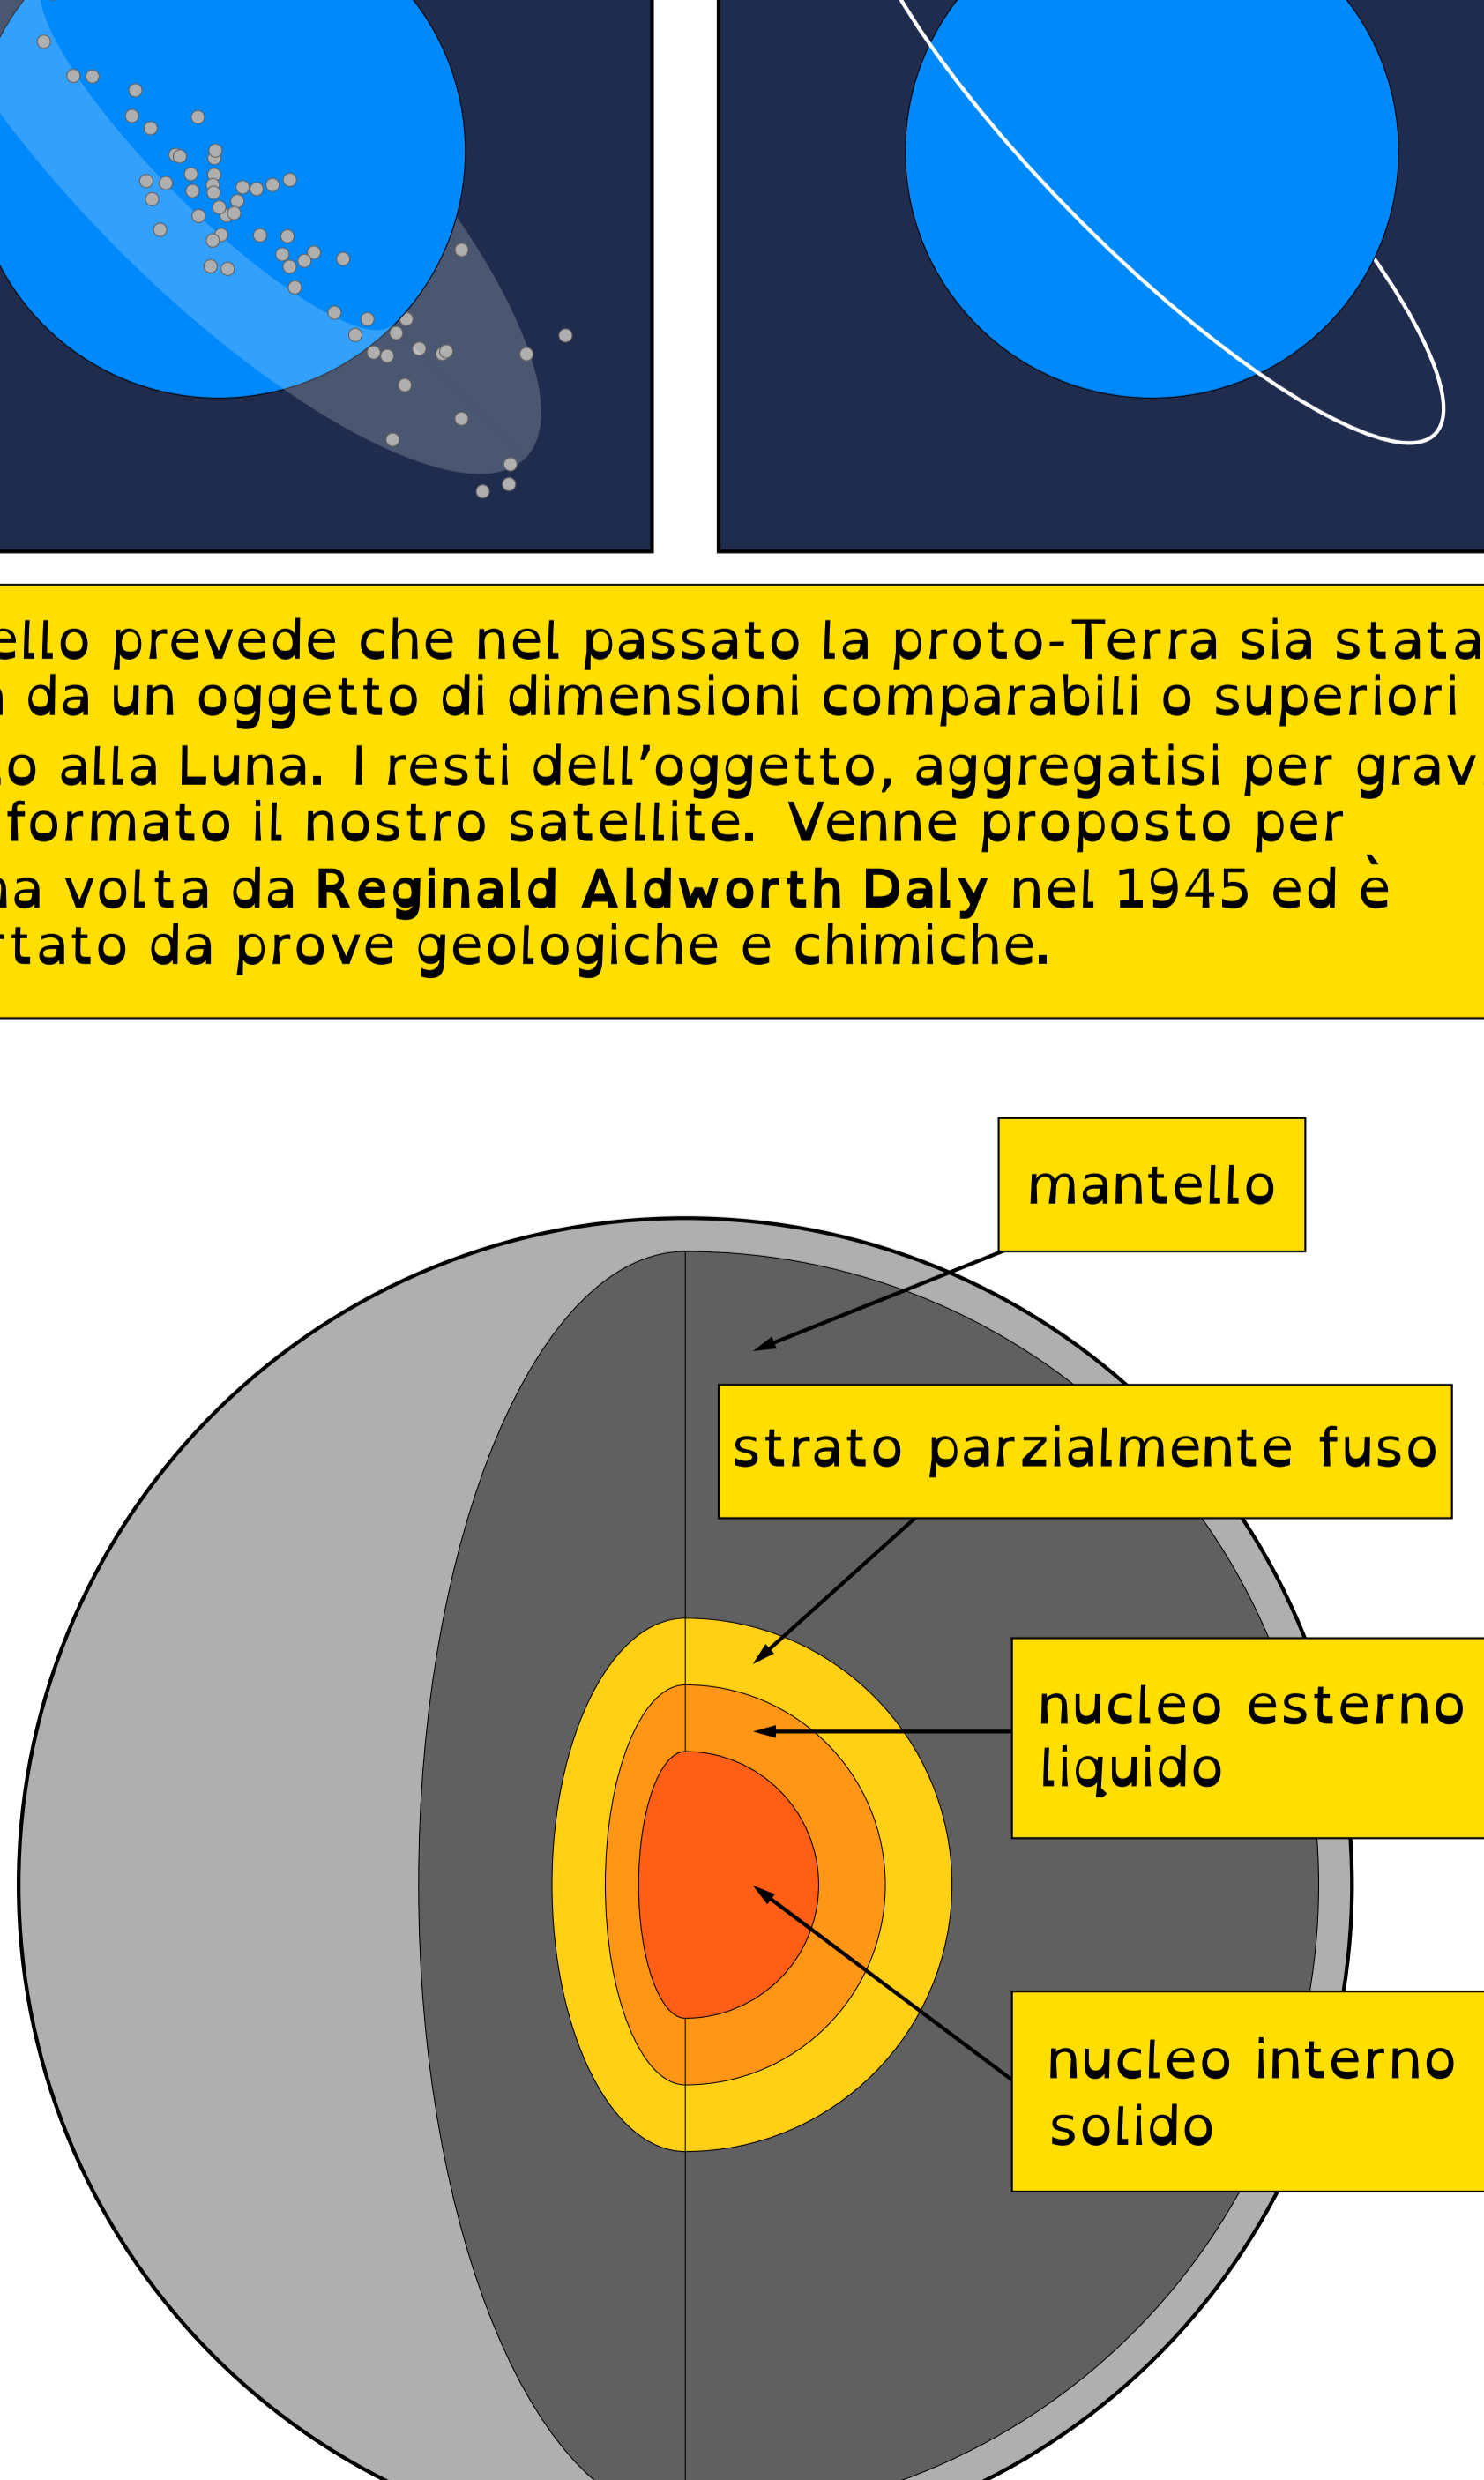 ello prevede che nel passato la proto-Terra sia stata
da un oggetto di dimensioni comparabili o superiori
o alla Luna. I resti dell'oggetto, aggregatisi per grav
formato il nostro satellite. Venne proposto per
a volta da Reginald Aldworth Daly nel 1945 ed è
rtato da prove geologiche e chimiche.
mantello
strato parzialmente fuso
nucleo esterno
liquido
nucleo interno
solido